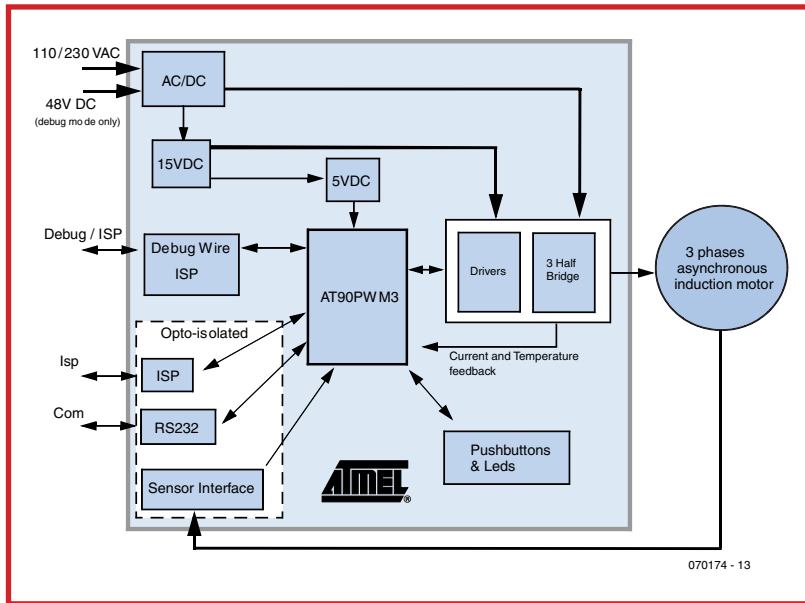 110/230 VAC
48V DC
(debug mode only)
AC/DC
15VDC
5VDC
Debug / ISP
Debug Wire
ISP
AT90PWM3
Drivers
3 Half
Bridge
3 phases
asynchronous
induction motor
Opto-isolated
Current and Temperature
feedback
Isp
ISP
Com
RS232
Sensor Interface
Pushbuttons
& Leds
ATMEL®
070174 - 13